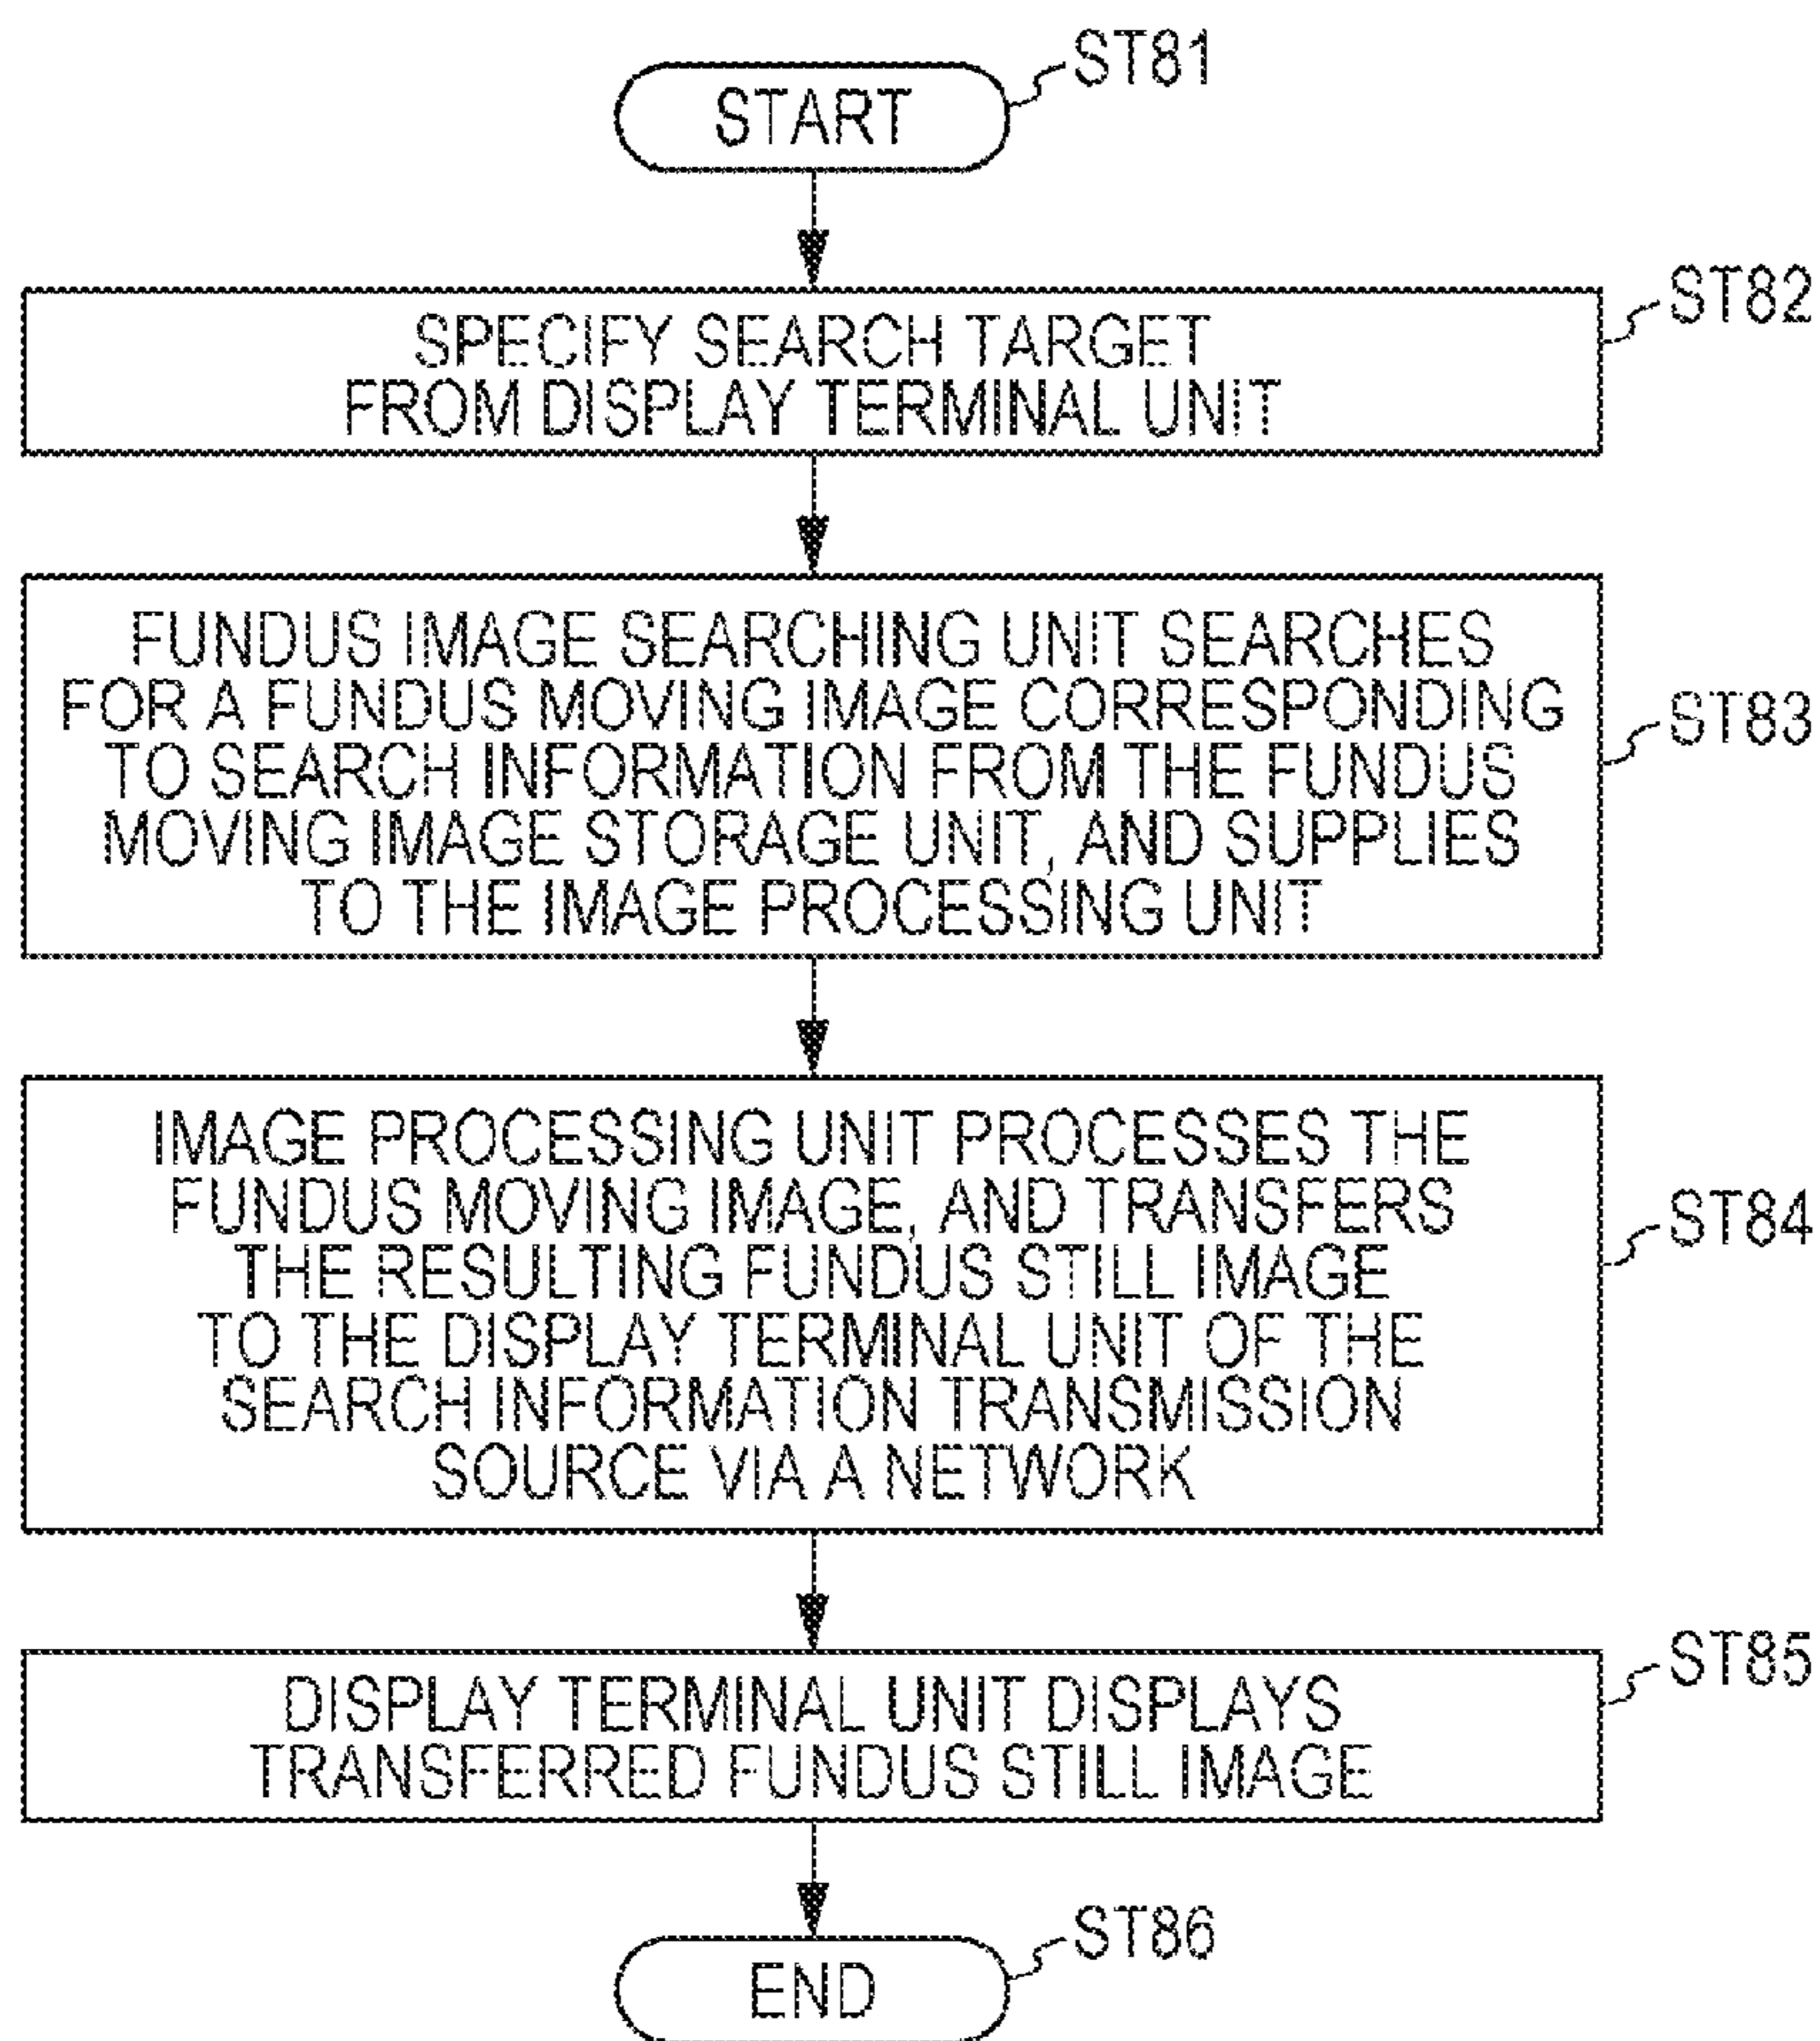 ST81
START
ST82
SPECIFY SEARCH TARGET
FROM DISPLAY TERMINAL UNIT
ST83
FUNDUS IMAGE SEARCHING UNIT SEARCHES
FOR A FUNDUS MOVING IMAGE CORRESPONDING
TO SEARCH INFORMATION FROM THE FUNDUS
MOVING IMAGE STORAGE UNIT, AND SUPPLIES
TO THE IMAGE PROCESSING UNIT
ST84
IMAGE PROCESSING UNIT PROCESSES THE
FUNDUS MOVING IMAGE, AND TRANSFERS
THE RESULTING FUNDUS STILL IMAGE
TO THE DISPLAY TERMINAL UNIT OF THE
SEARCH INFORMATION TRANSMISSION
SOURCE VIA A NETWORK
ST85
DISPLAY TERMINAL UNIT DISPLAYS
TRANSFERRED FUNDUS STILL IMAGE
ST86
END